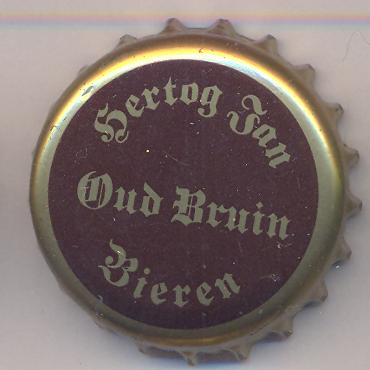 Hertog Jan
Oud Bruin
Bieren